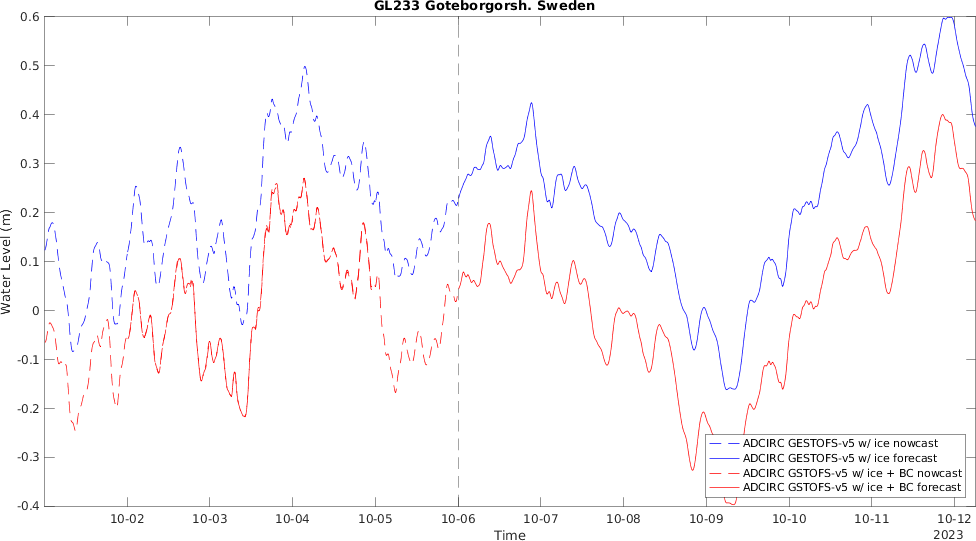 GL233 Goteborgorsh. Sweden
0.6
0.5
0.4
0.3
0.2
0.1
0
-0.1
-0.2
-0.3
-0.4
Water Level (m)
ADCIRC GESTOFS-v5 w/ ice nowcast
ADCIRC GESTOFS-v5 w/ ice forecast
ADCIRC GSTOFS-v5 w/ ice + BC nowcast
ADCIRC GSTOFS-v5 w/ ice + BC forecast
10-02 10-03 10-04 10-05 10-06 10-07 10-08 10-09 10-10 10-11 10-12
Time
2023